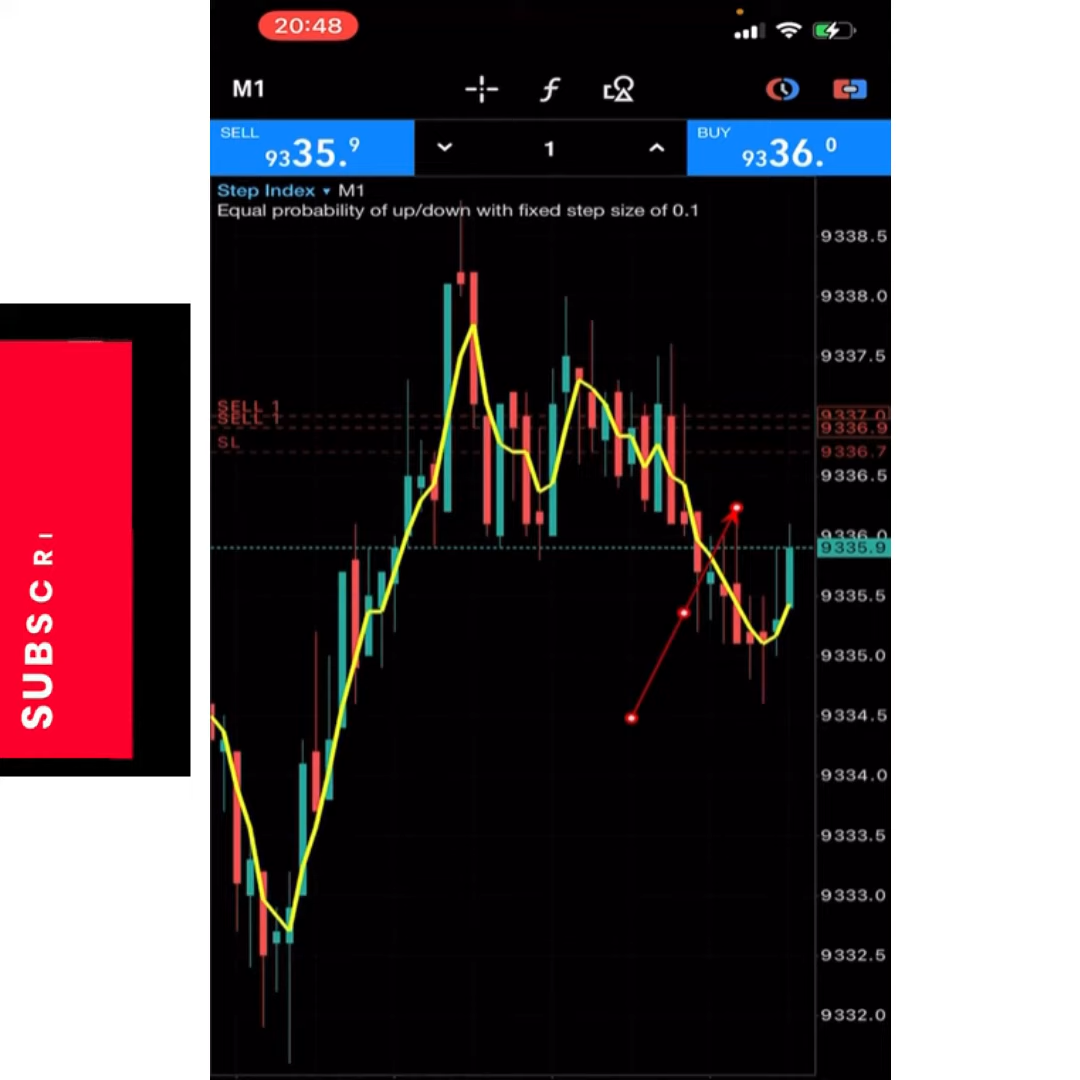 20:48
M1
SELL
9335.9
1
BUY
9336.0
Step Index ▾ M1
Equal probability of up/down with fixed step size of 0.1
9338.5
9338.0
9337.5
SELL 1
9337.0
SELL 1
9336.9
SL
9336.7
9336.5
9336.0
9335.9
9335.5
9335.0
9334.5
9334.0
9333.5
9333.0
9332.5
9332.0
SUBSCRI